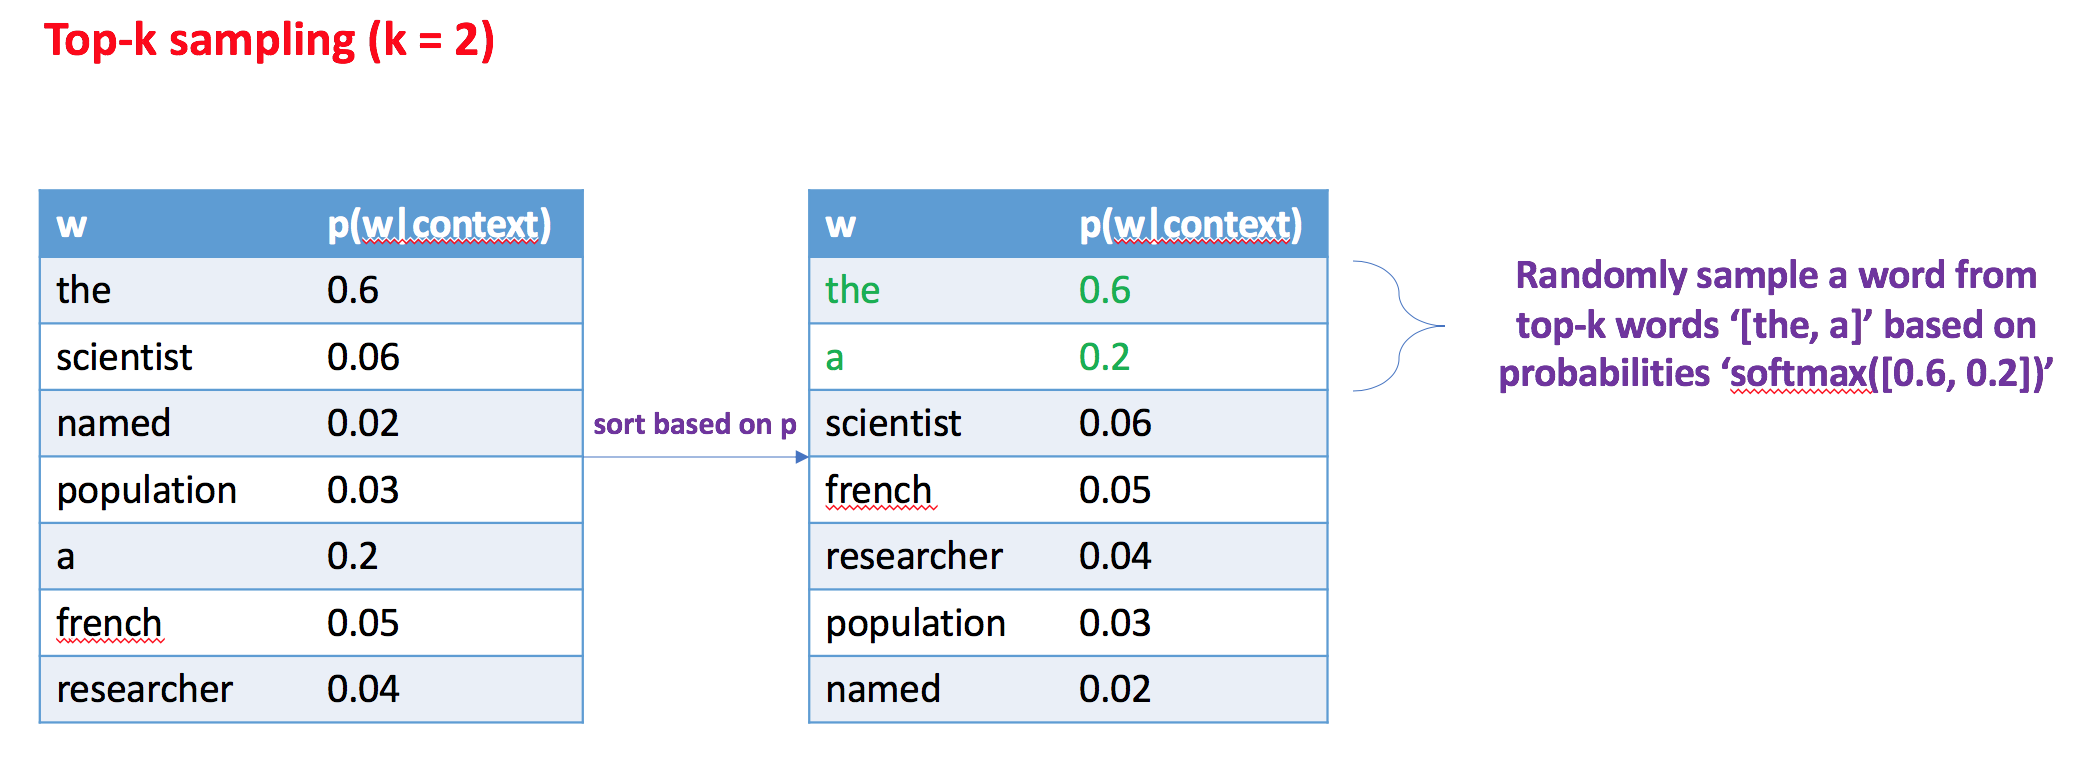 Top-k sampling (k = 2)
w p(w|context)
the 0.6
scientist 0.06
named 0.02
population 0.03
a 0.2
french 0.05
researcher 0.04
sort based on p
w p(w|context)
the 0.6
a 0.2
scientist 0.06
french 0.05
researcher 0.04
population 0.03
named 0.02
Randomly sample a word from
top-k words ‘[the, a]’ based on
probabilities ‘softmax([0.6, 0.2])’